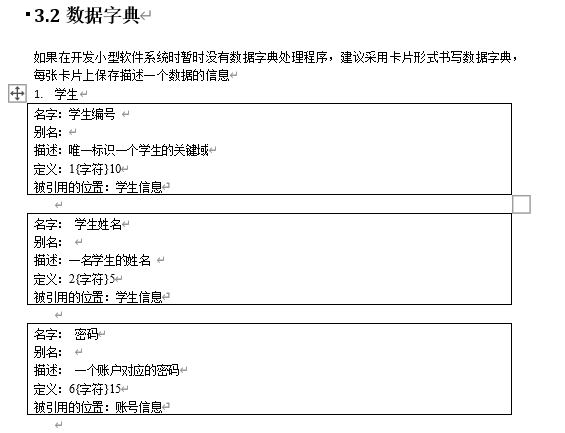 3.2 数据字典
如果在开发小型软件系统时暂时没有数据字典处理程序，建议采用卡片形式书写数据字典，
每张卡片上保存描述一个数据的信息
1. 学生
名字：学生编号
别名：
描述：唯一标识一个学生的关键域
定义：1{字符}10
被引用的位置：学生信息
名字： 学生姓名
别名：
描述：一名学生的姓名
定义：2{字符}5
被引用的位置：学生信息
名字： 密码
别名：
描述： 一个账户对应的密码
定义：6{字符}15
被引用的位置：账号信息